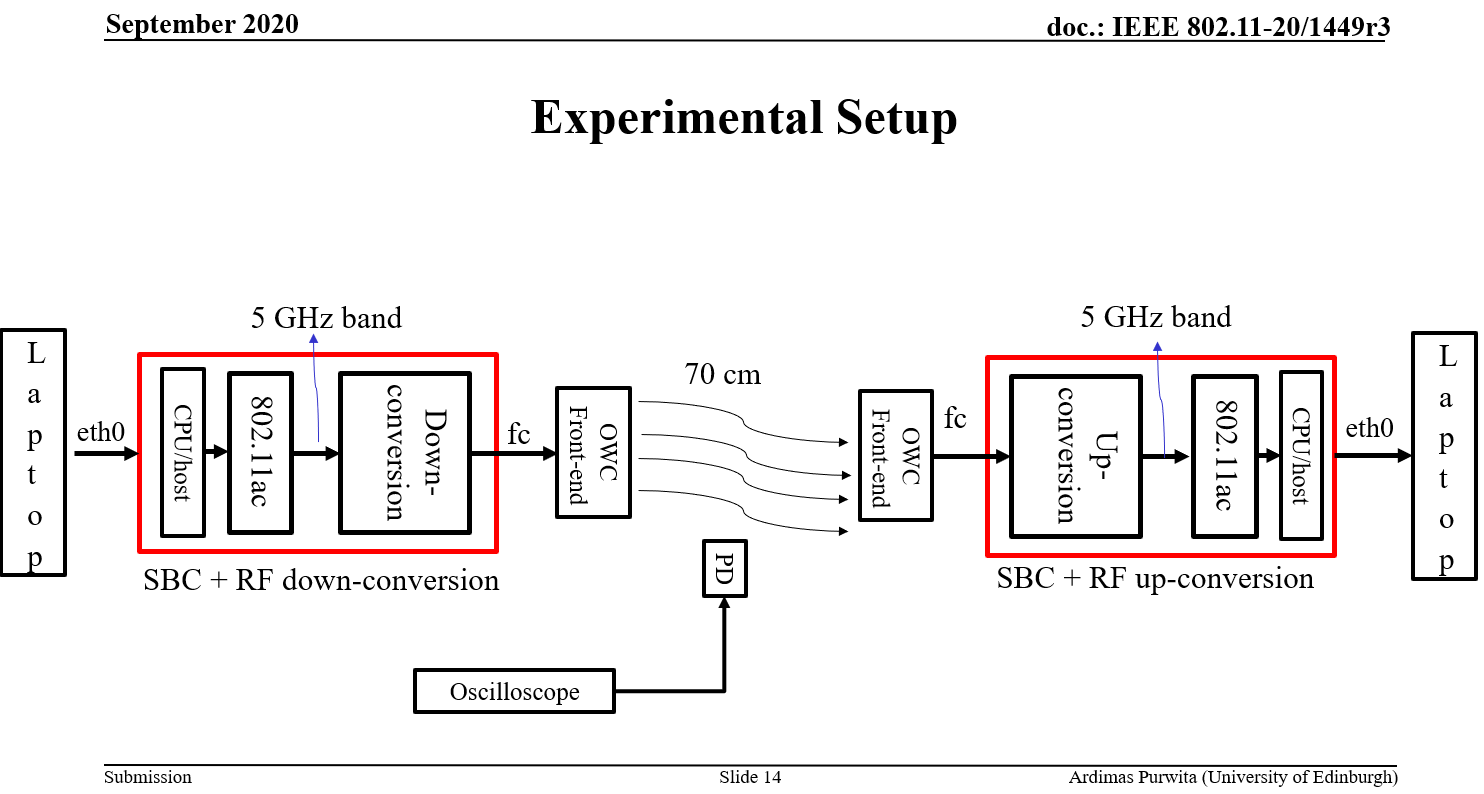 September 2020
doc.: IEEE 802.11-20/1449r3
Experimental Setup
5 GHz band
5 GHz band
70 cm
Laptop
eth0
CPU/host
802.11ac
Down-
conversion
fc
OWC
Front-end
OWC
Front-end
fc
Up-
conversion
802.11ac
CPU/host
eth0
Laptop
SBC + RF down-conversion
PD
SBC + RF up-conversion
Oscilloscope
Submission
Slide 14
Ardimas Purwita (University of Edinburgh)